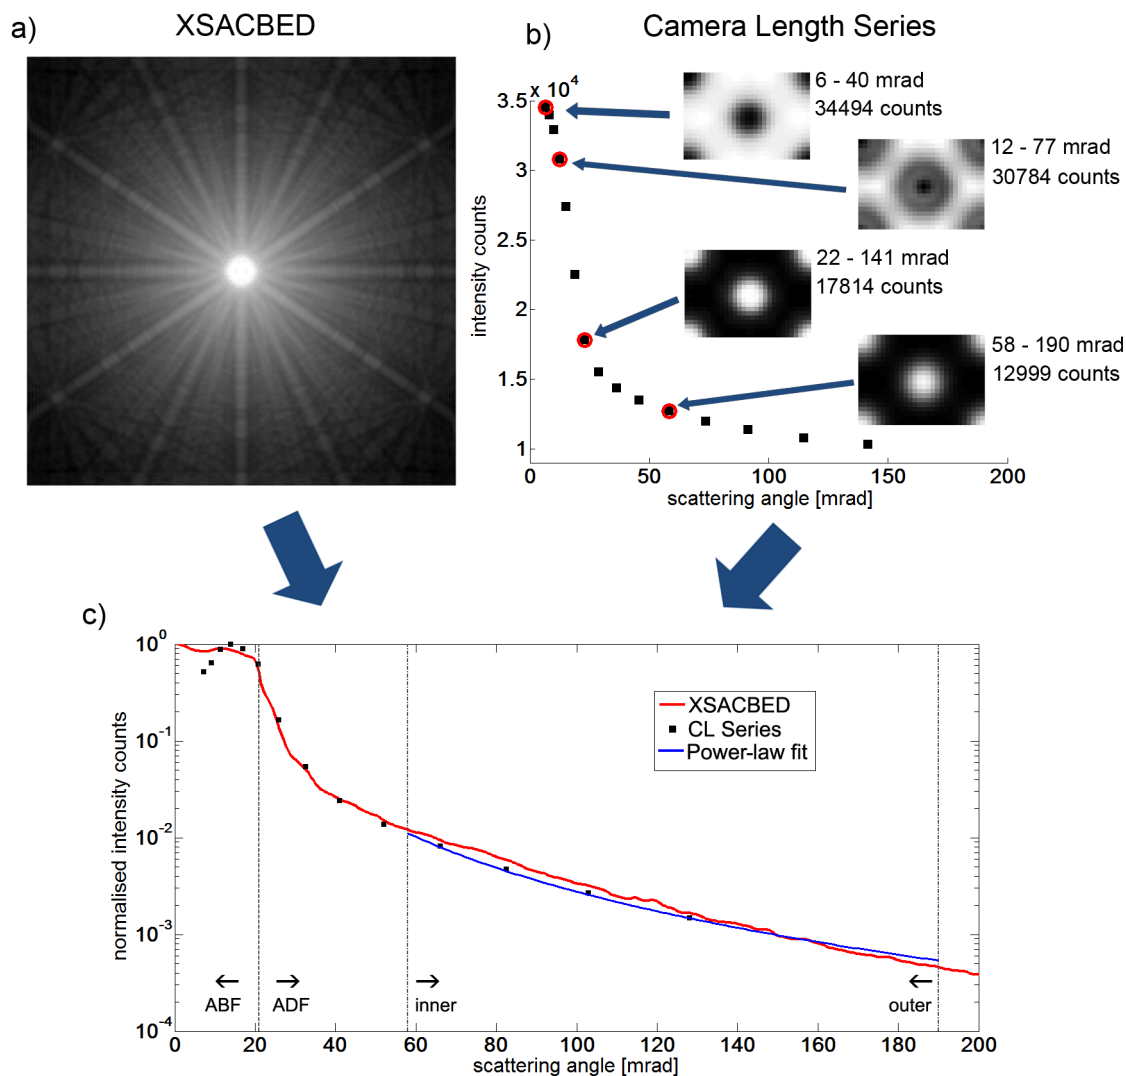 a)
XSACBED
b)
Camera Length Series
x 10⁴
3.5
3
2.5
2
1.5
1
intensity counts
0
50
100
150
200
scattering angle [mrad]
6 - 40 mrad
34494 counts
12 - 77 mrad
30784 counts
22 - 141 mrad
17814 counts
58 - 190 mrad
12999 counts
c)
10⁰
10⁻¹
10⁻²
10⁻³
10⁻⁴
normalised intensity counts
XSACBED
CL Series
Power-law fit
ABF
ADF
inner
outer
0
20
40
60
80
100
120
140
160
180
200
scattering angle [mrad]